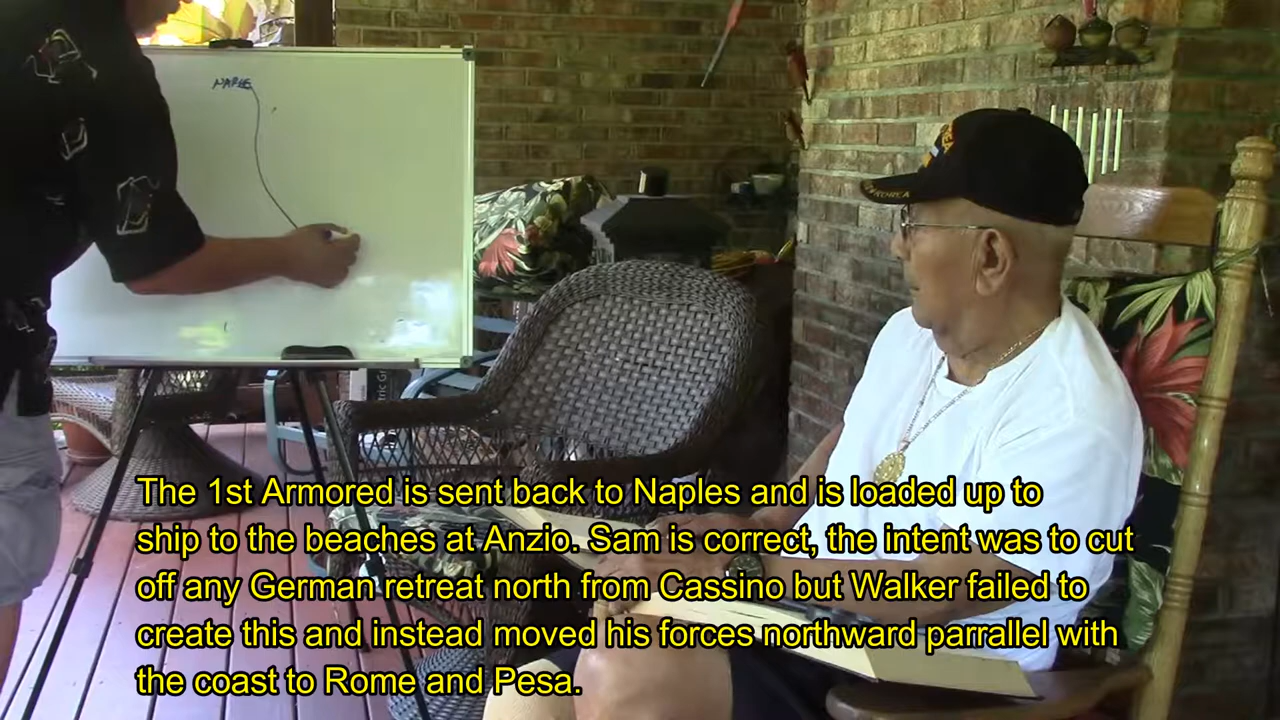 NAPLE
KOREA
The 1st Armored is sent back to Naples and is loaded up to
ship to the beaches at Anzio. Sam is correct, the intent was to cut
off any German retreat north from Cassino but Walker failed to
create this and instead moved his forces northward parrallel with
the coast to Rome and Pesa.